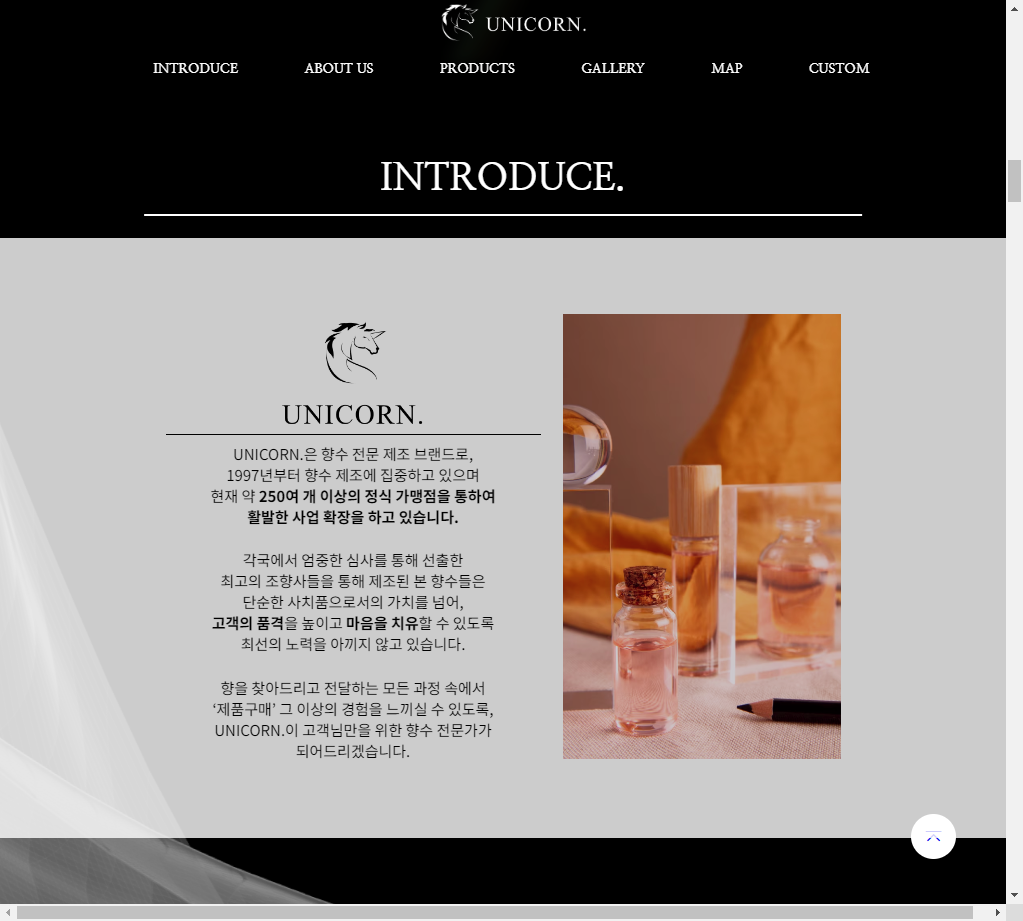 UNICORN.
INTRODUCE ABOUT US PRODUCTS GALLERY MAP CUSTOM
INTRODUCE.
UNICORN.
UNICORN.은 향수 전문 제조 브랜드로,
1997년부터 향수 제조에 집중하고 있으며
현재 약 250여 개 이상의 정식 가맹점을 통하여
활발한 사업 확장을 하고 있습니다.
각국에서 엄중한 심사를 통해 선출한
최고의 조향사들을 통해 제조된 본 향수들은
단순한 사치품으로서의 가치를 넘어,
고객의 품격을 높이고 마음을 치유할 수 있도록
최선의 노력을 아끼지 않고 있습니다.
향을 찾아드리고 전달하는 모든 과정 속에서
‘제품구매’ 그 이상의 경험을 느끼실 수 있도록,
UNICORN.이 고객님만을 위한 향수 전문가가
되어드리겠습니다.